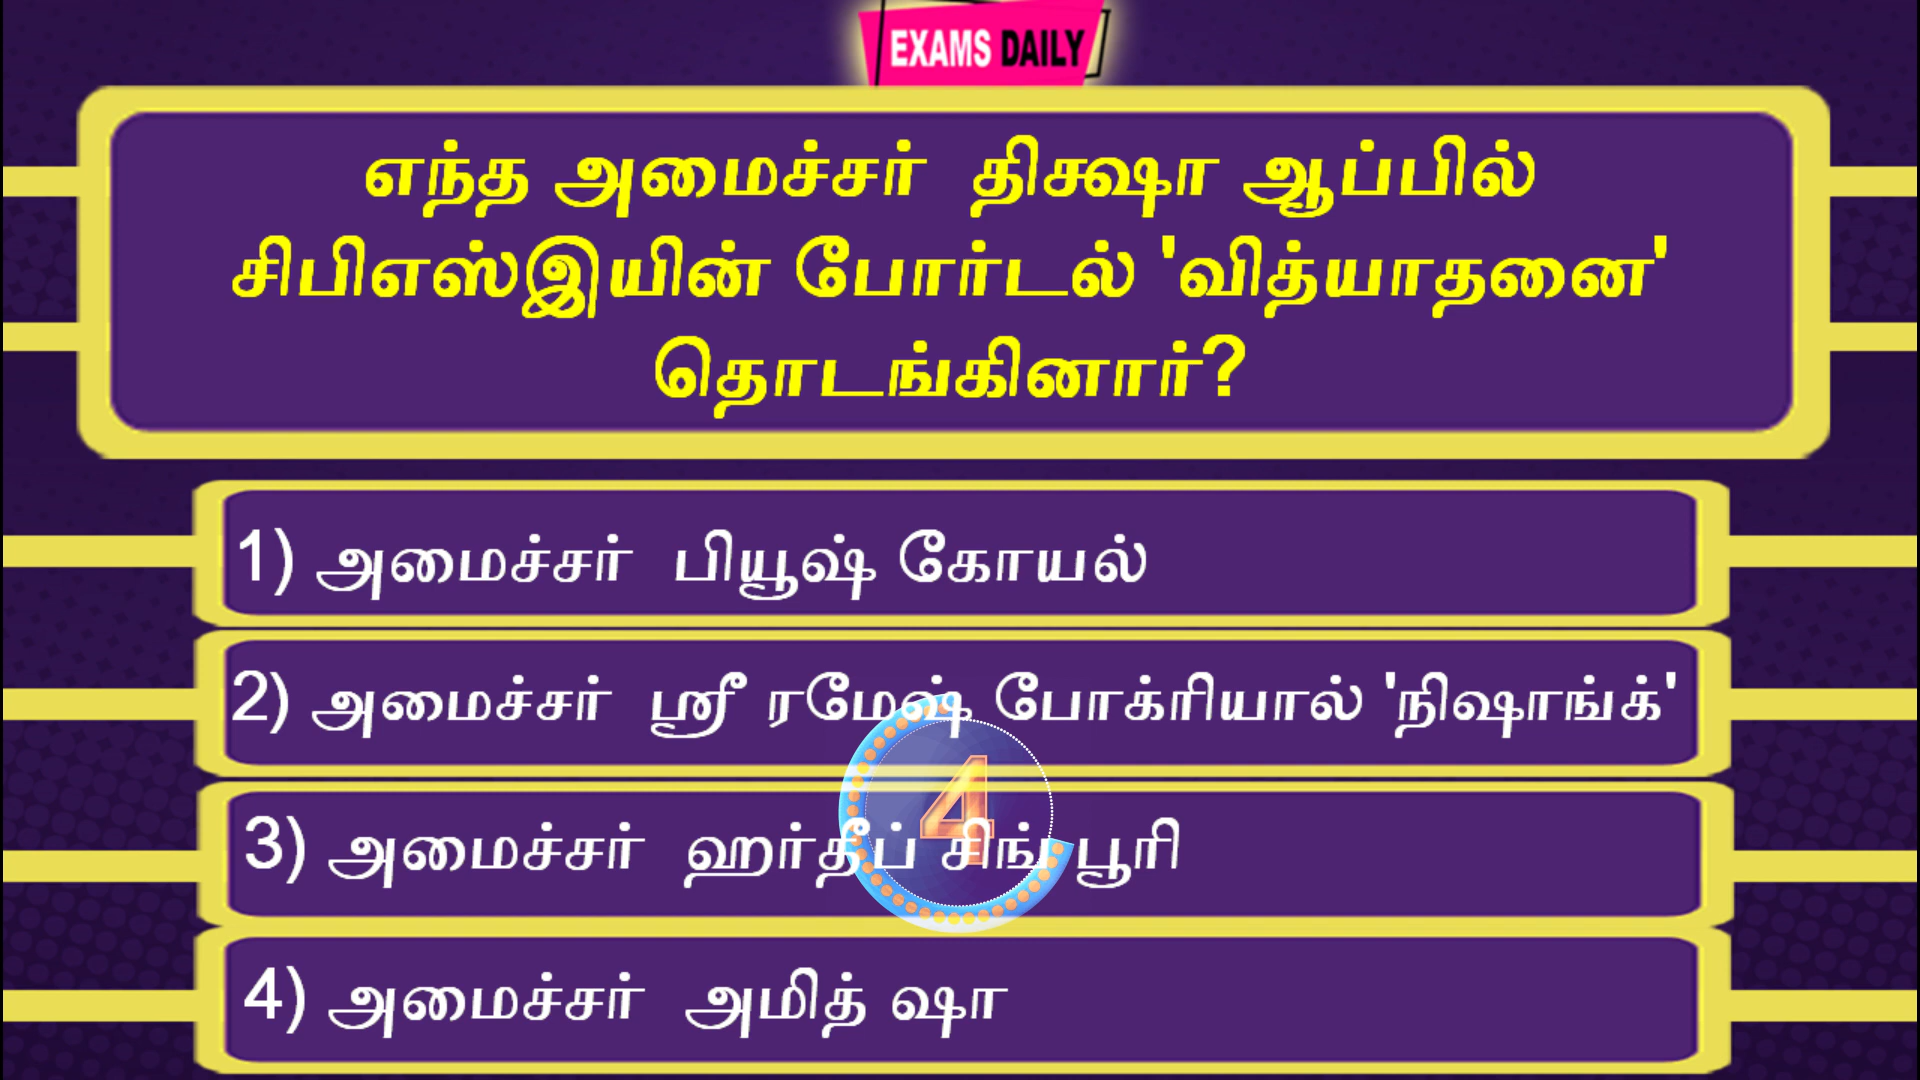 EXAMS DAILY
எந்த அமைச்சர் திக்ஷா ஆப்பில்
சிபிஎஸ்இயின் போர்டல் 'வித்யாதனை'
தொடங்கினார்?
1) அமைச்சர் பியூஷ் கோயல்
2) அமைச்சர் ஸ்ரீ ரமேஷ் போக்ரியால் 'நிஷாங்க்'
4
3) அமைச்சர் ஹர்தீப் சிங் பூரி
4) அமைச்சர் அமித் ஷா